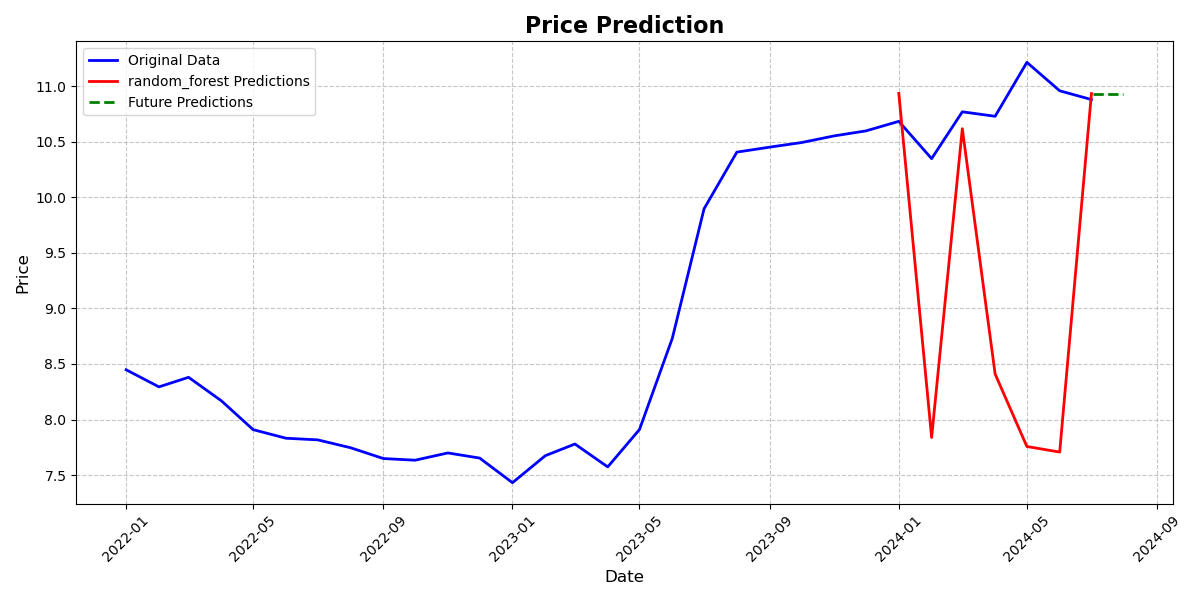 Price Prediction
Original Data
random_forest Predictions
Future Predictions
Price
11.0
10.5
10.0
9.5
9.0
8.5
8.0
7.5
2022-01
2022-05
2022-09
2023-01
2023-05
2023-09
2024-01
2024-05
2024-09
Date